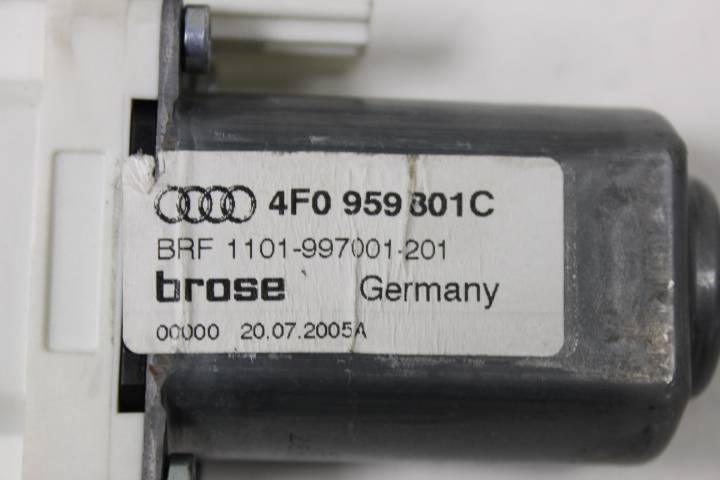 4F0 959 801C
BRF 1101-997001-201
brose Germany
00000 20.07.2005A